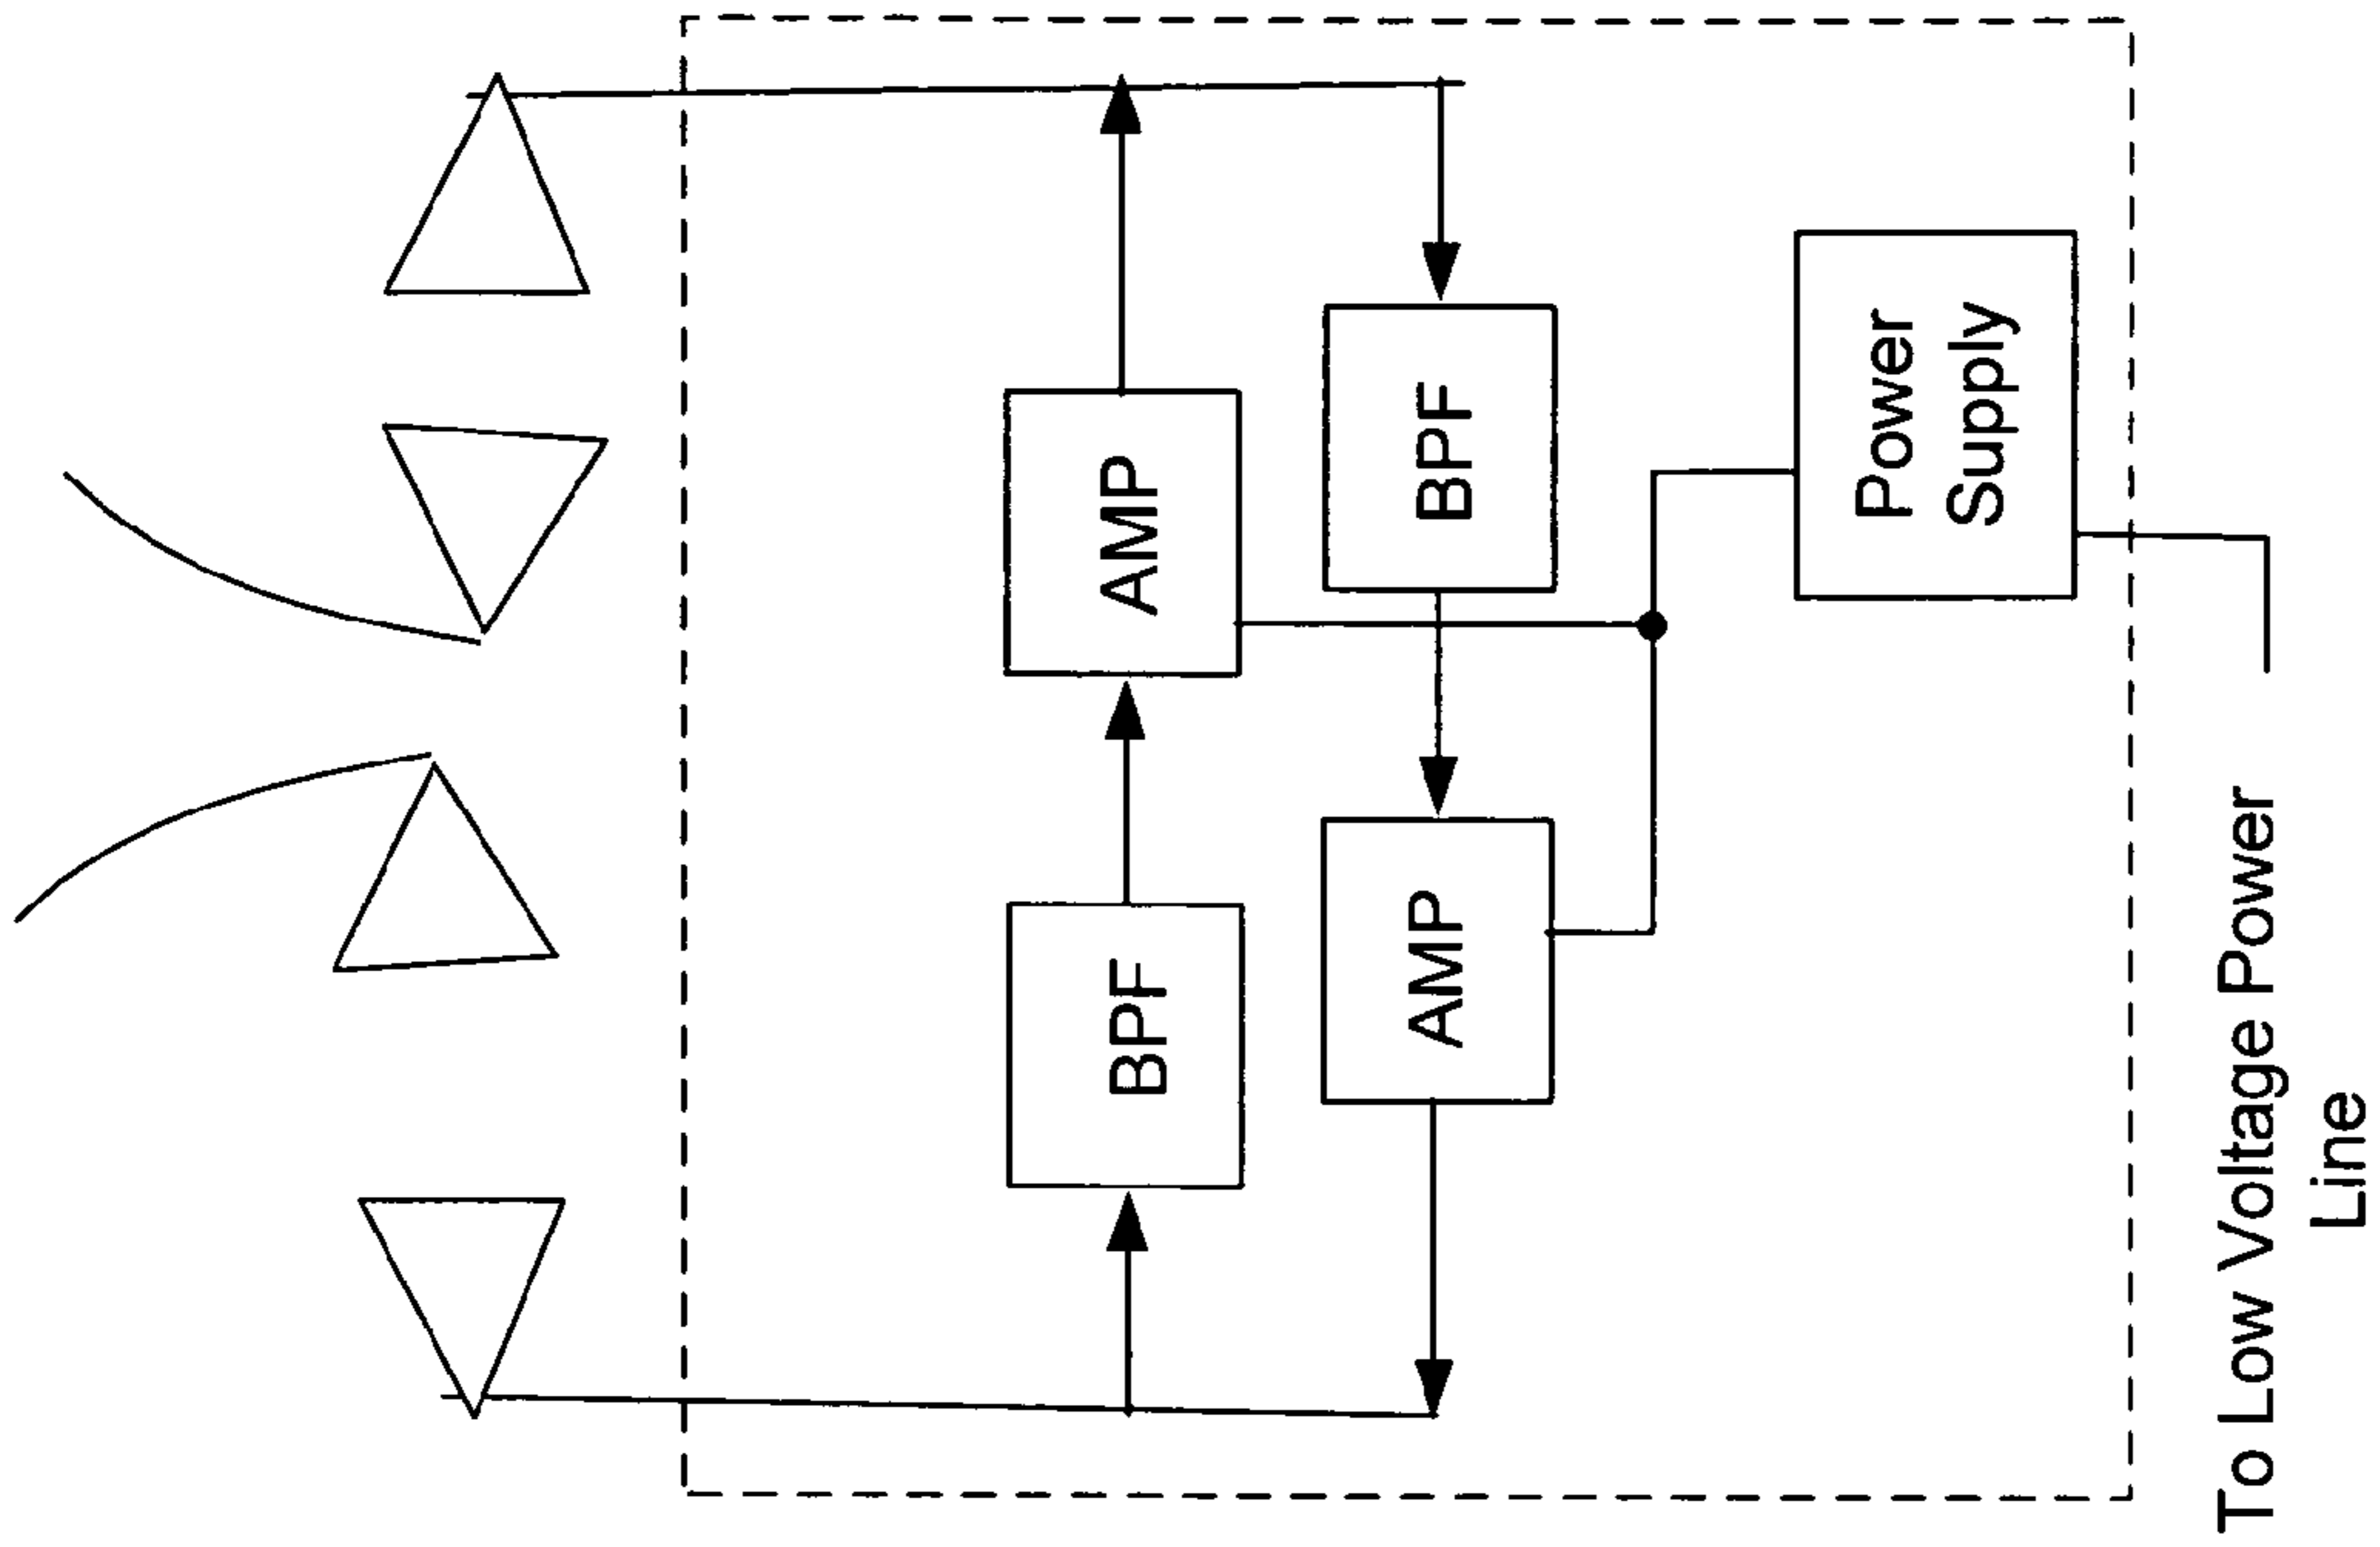 BPF
AMP
AMP
BPF
Power
Supply
To Low Voltage Power
Line